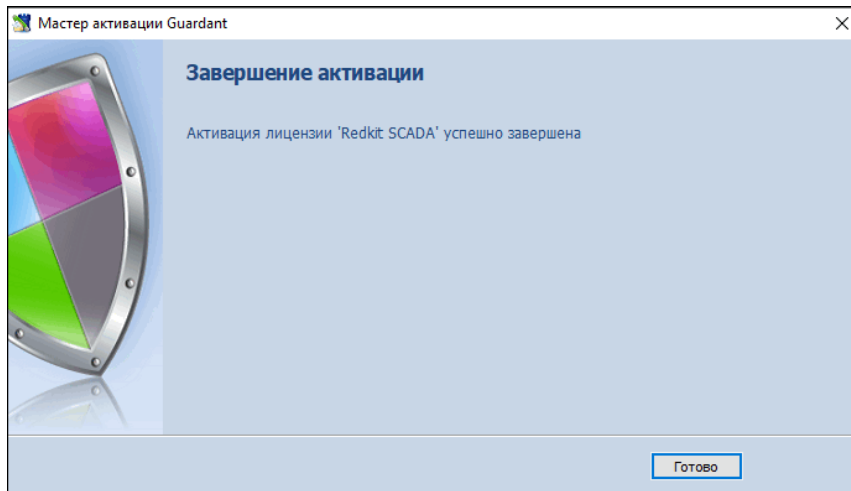 Мастер активации Guardant
Завершение активации
Активация лицензии 'Redkit SCADA' успешно завершена
Готово